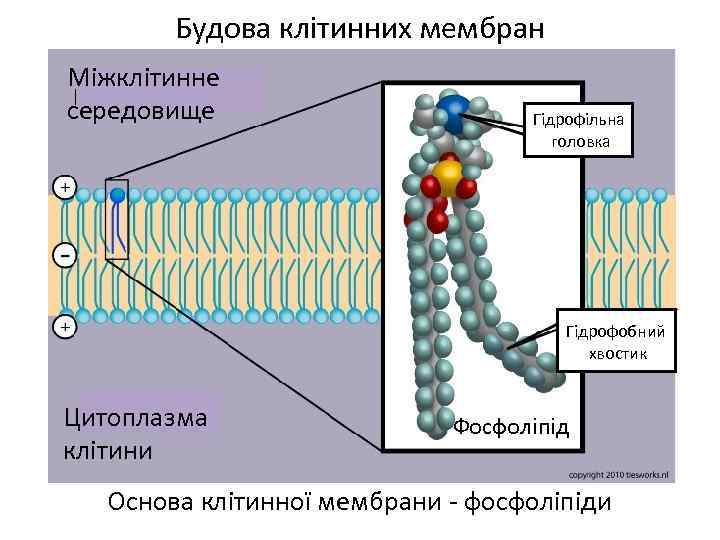 Будова клітинних мембран
Міжклітинне
середовище
Гідрофільна
головка
+
-
+
Гідрофобний
хвостик
Цитоплазма
клітини
Фосфоліпід
copyright 2010 tiesworks.nl
Основа клітинної мембрани - фосфоліпіди